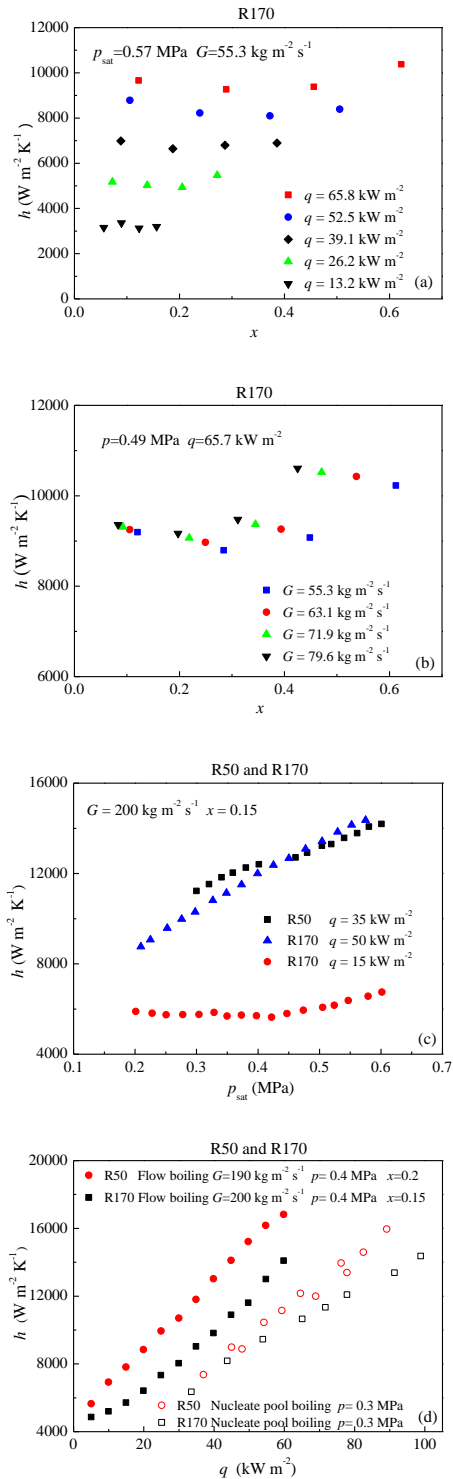 R170
p_sat=0.57 MPa G=55.3 kg m⁻² s⁻¹
12000
10000
8000
6000
4000
2000
0
h (W m⁻² K⁻¹)
q = 65.8 kW m⁻²
q = 52.5 kW m⁻²
q = 39.1 kW m⁻²
q = 26.2 kW m⁻²
q = 13.2 kW m⁻²
(a)
0.0 0.2 0.4 0.6
x
R170
p=0.49 MPa q=65.7 kW m⁻²
12000
10000
8000
6000
h (W m⁻² K⁻¹)
G = 55.3 kg m⁻² s⁻¹
G = 63.1 kg m⁻² s⁻¹
G = 71.9 kg m⁻² s⁻¹
G = 79.6 kg m⁻² s⁻¹
(b)
0.0 0.2 0.4 0.6
x
R50 and R170
G = 200 kg m⁻² s⁻¹ x = 0.15
16000
12000
8000
4000
h (W m⁻² K⁻¹)
R50 q = 35 kW m⁻²
R170 q = 50 kW m⁻²
R170 q = 15 kW m⁻²
(c)
0.1 0.2 0.3 0.4 0.5 0.6 0.7
p_sat (MPa)
R50 and R170
R50 Flow boiling G=190 kg m⁻² s⁻¹ p= 0.4 MPa x=0.2
R170 Flow boiling G=200 kg m⁻² s⁻¹ p= 0.4 MPa x=0.15
20000
16000
12000
8000
4000
h (W m⁻² K⁻¹)
R50 Nucleate pool boiling p= 0.3 MPa
R170 Nucleate pool boiling p= 0.3 MPa
(d)
0 20 40 60 80 100
q (kW m⁻²)